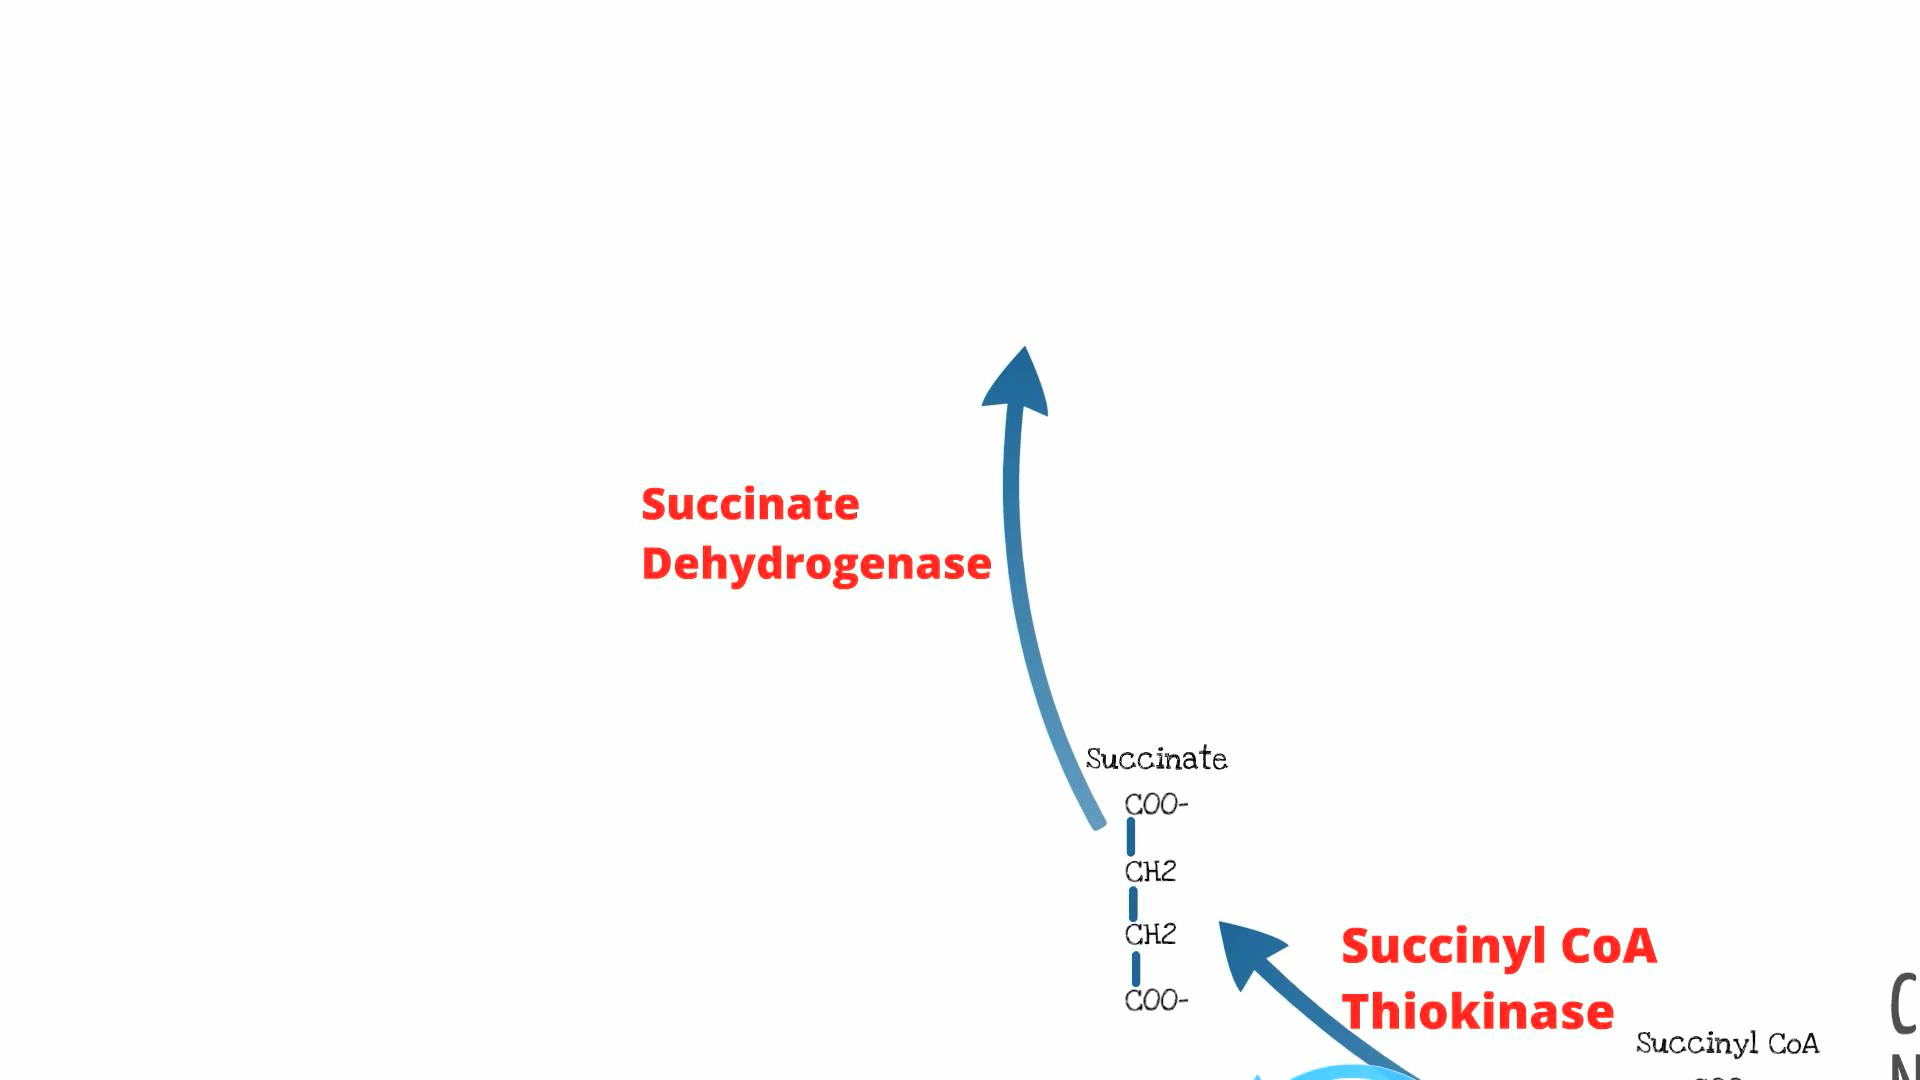 Succinate
Dehydrogenase
Succinate
COO-
CH2
CH2
COO-
Succinyl CoA
Thiokinase
Succinyl CoA
C